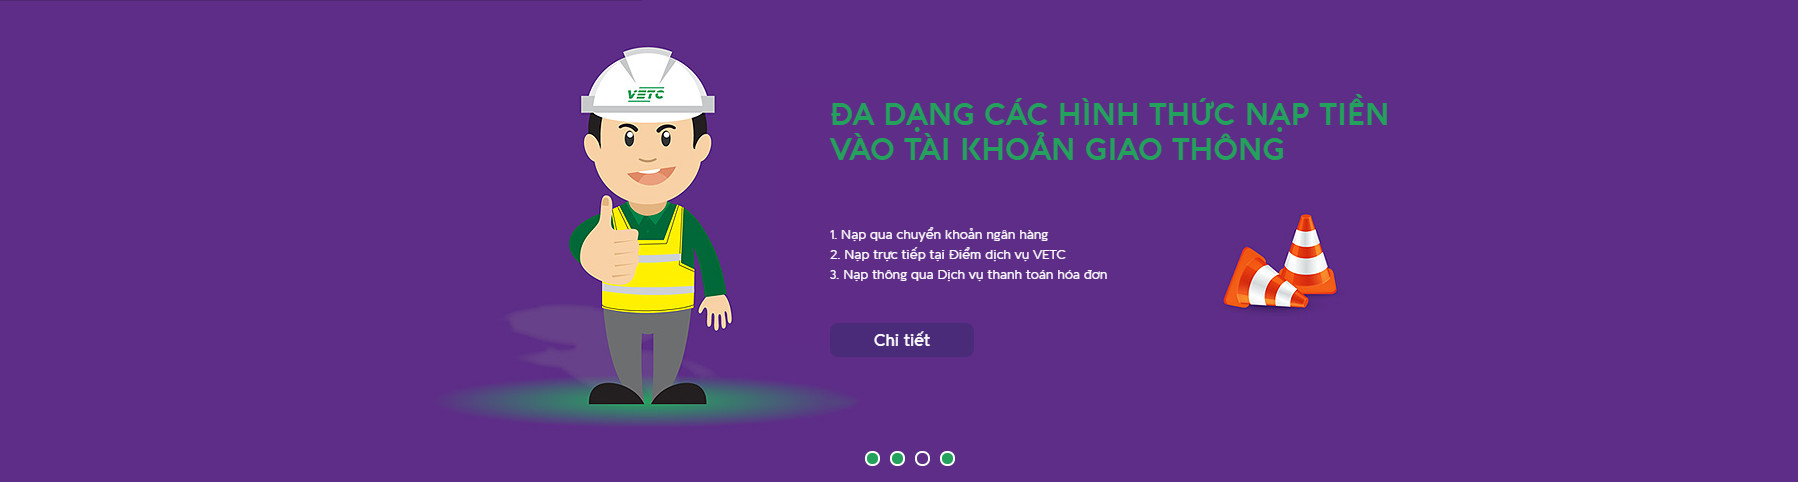 VETC
ĐA DẠNG CÁC HÌNH THỨC NẠP TIỀN
VÀO TÀI KHOẢN GIAO THÔNG
1. Nạp qua chuyển khoản ngân hàng
2. Nạp trực tiếp tại Điểm dịch vụ VETC
3. Nạp thông qua Dịch vụ thanh toán hóa đơn
Chi tiết